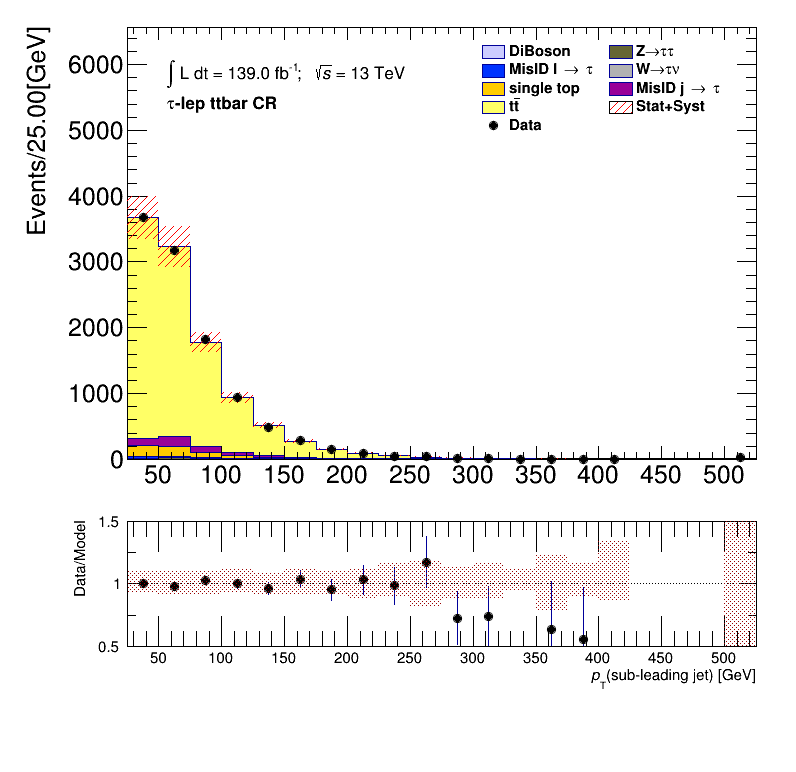 Events/25.00[GeV]
6000
5000
4000
3000
2000
1000
0
∫ L dt = 139.0 fb⁻¹; √s = 13 TeV
τ-lep ttbar CR
DiBoson Z→ττ
MisID l → τ W→τν
single top MisID j → τ
tt̄ Stat+Syst
Data
50 100 150 200 250 300 350 400 450 500
Data/Model
1.5
1
0.5
50 100 150 200 250 300 350 400 450 500
p_T(sub-leading jet) [GeV]